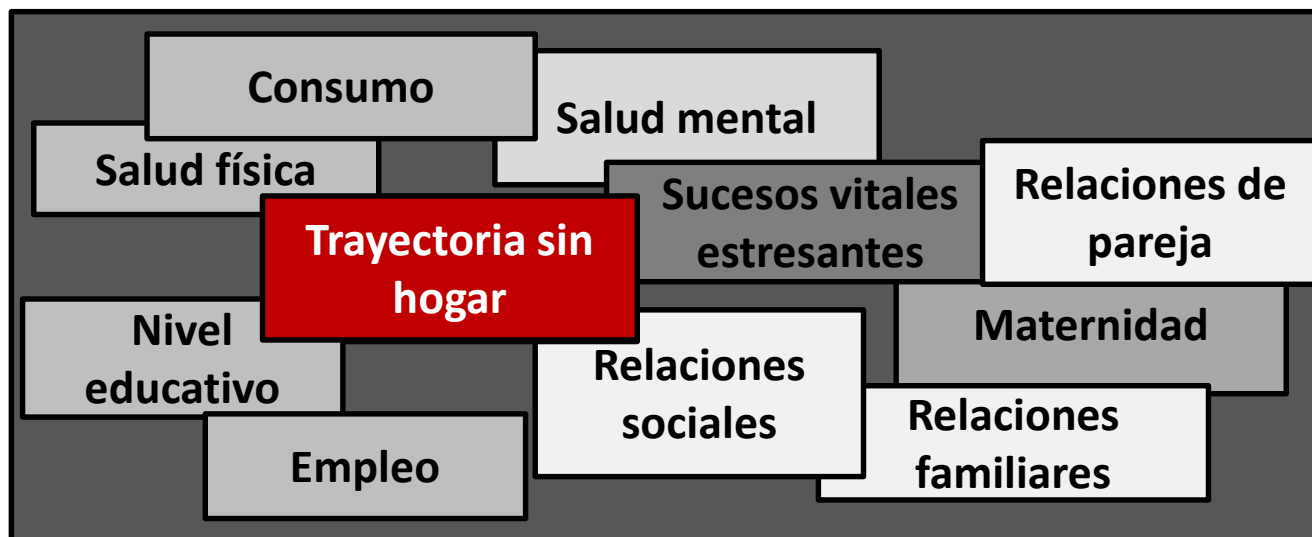 Consumo
Salud mental
Salud física
Sucesos vitales
estresantes
Relaciones de
pareja
Trayectoria sin
hogar
Nivel
educativo
Maternidad
Relaciones
sociales
Relaciones
familiares
Empleo